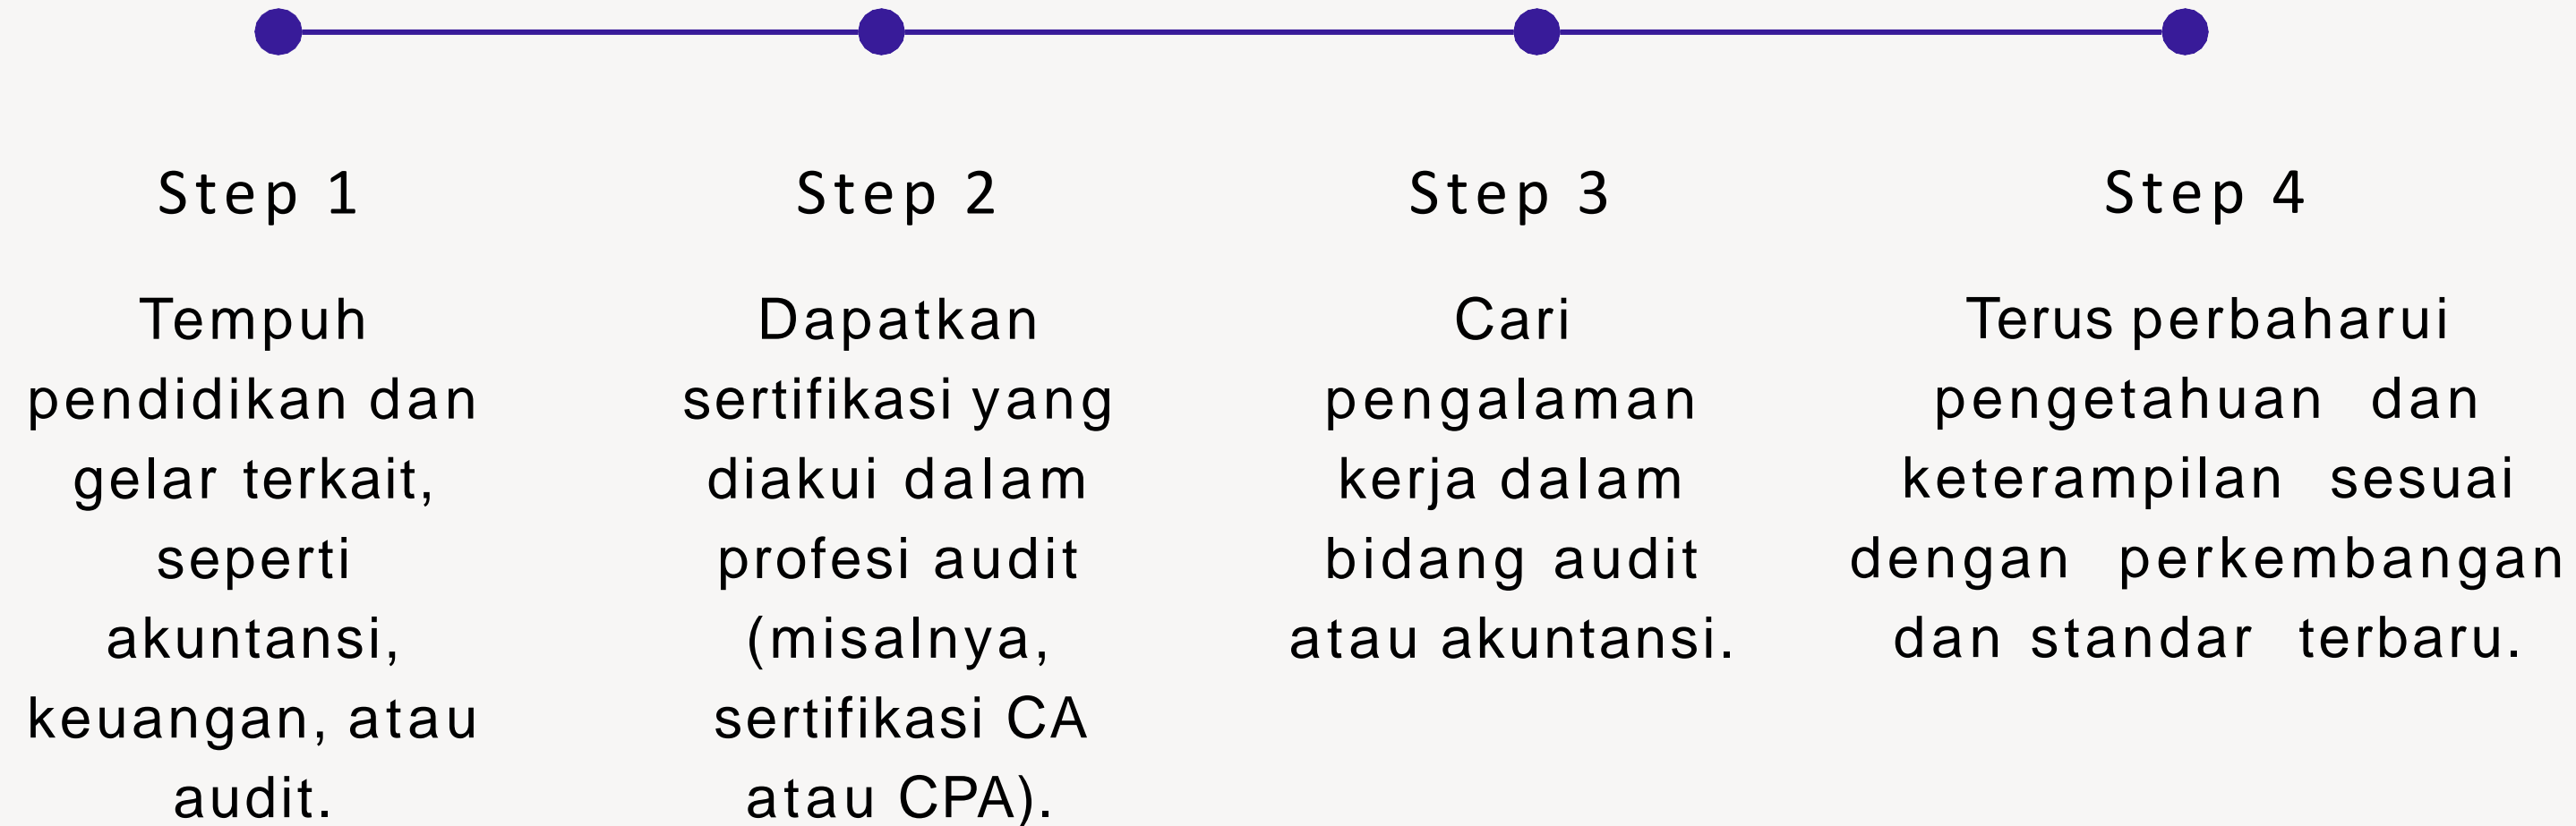 Step 1
Tempuh
pendidikan dan
gelar terkait,
seperti
akuntansi,
keuangan, atau
audit.
Step 2
Dapatkan
sertifikasi yang
diakui dalam
profesi audit
(misalnya,
sertifikasi CA
atau CPA).
Step 3
Cari
pengalaman
kerja dalam
bidang audit
atau akuntansi.
Step 4
Terus perbaharui
pengetahuan dan
keterampilan sesuai
dengan perkembangan
dan standar terbaru.